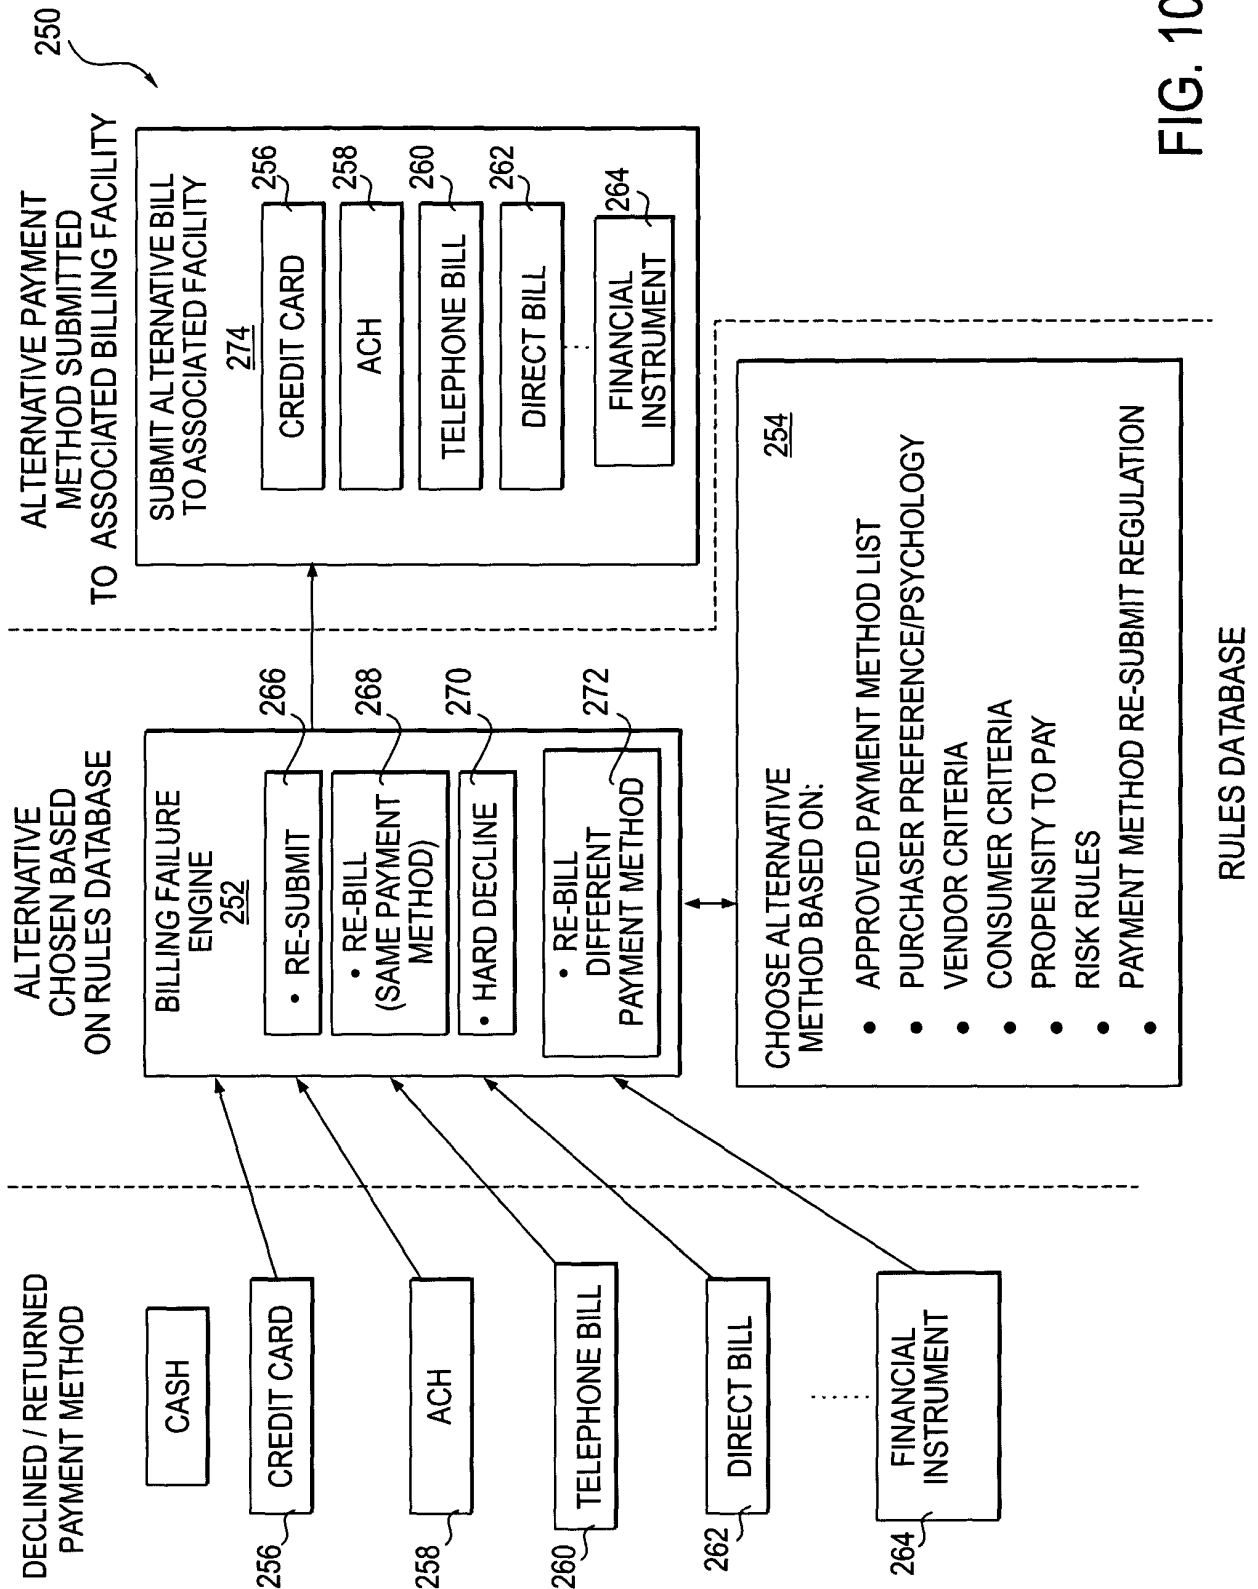 250
DECLINED / RETURNED
PAYMENT METHOD
CASH
CREDIT CARD
256
ACH
258
TELEPHONE BILL
260
DIRECT BILL
262
FINANCIAL
INSTRUMENT
264
ALTERNATIVE
CHOSEN BASED
ON RULES DATABASE
BILLING FAILURE
ENGINE
252
• RE-SUBMIT
266
• RE-BILL
(SAME PAYMENT
METHOD)
268
• HARD DECLINE
270
• RE-BILL
DIFFERENT
PAYMENT METHOD
272
ALTERNATIVE PAYMENT
METHOD SUBMITTED
TO ASSOCIATED BILLING FACILITY
SUBMIT ALTERNATIVE BILL
TO ASSOCIATED FACILITY
274
CREDIT CARD
256
ACH
258
TELEPHONE BILL
260
DIRECT BILL
262
FINANCIAL
INSTRUMENT
264
CHOOSE ALTERNATIVE
METHOD BASED ON:
254
• APPROVED PAYMENT METHOD LIST
• PURCHASER PREFERENCE/PSYCHOLOGY
• VENDOR CRITERIA
• CONSUMER CRITERIA
• PROPENSITY TO PAY
• RISK RULES
• PAYMENT METHOD RE-SUBMIT REGULATION
RULES DATABASE
FIG. 10